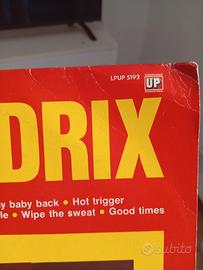 LPUP 5192
UP
DRIX
y baby back • Hot trigger
le • Wipe the sweat • Good times
subito